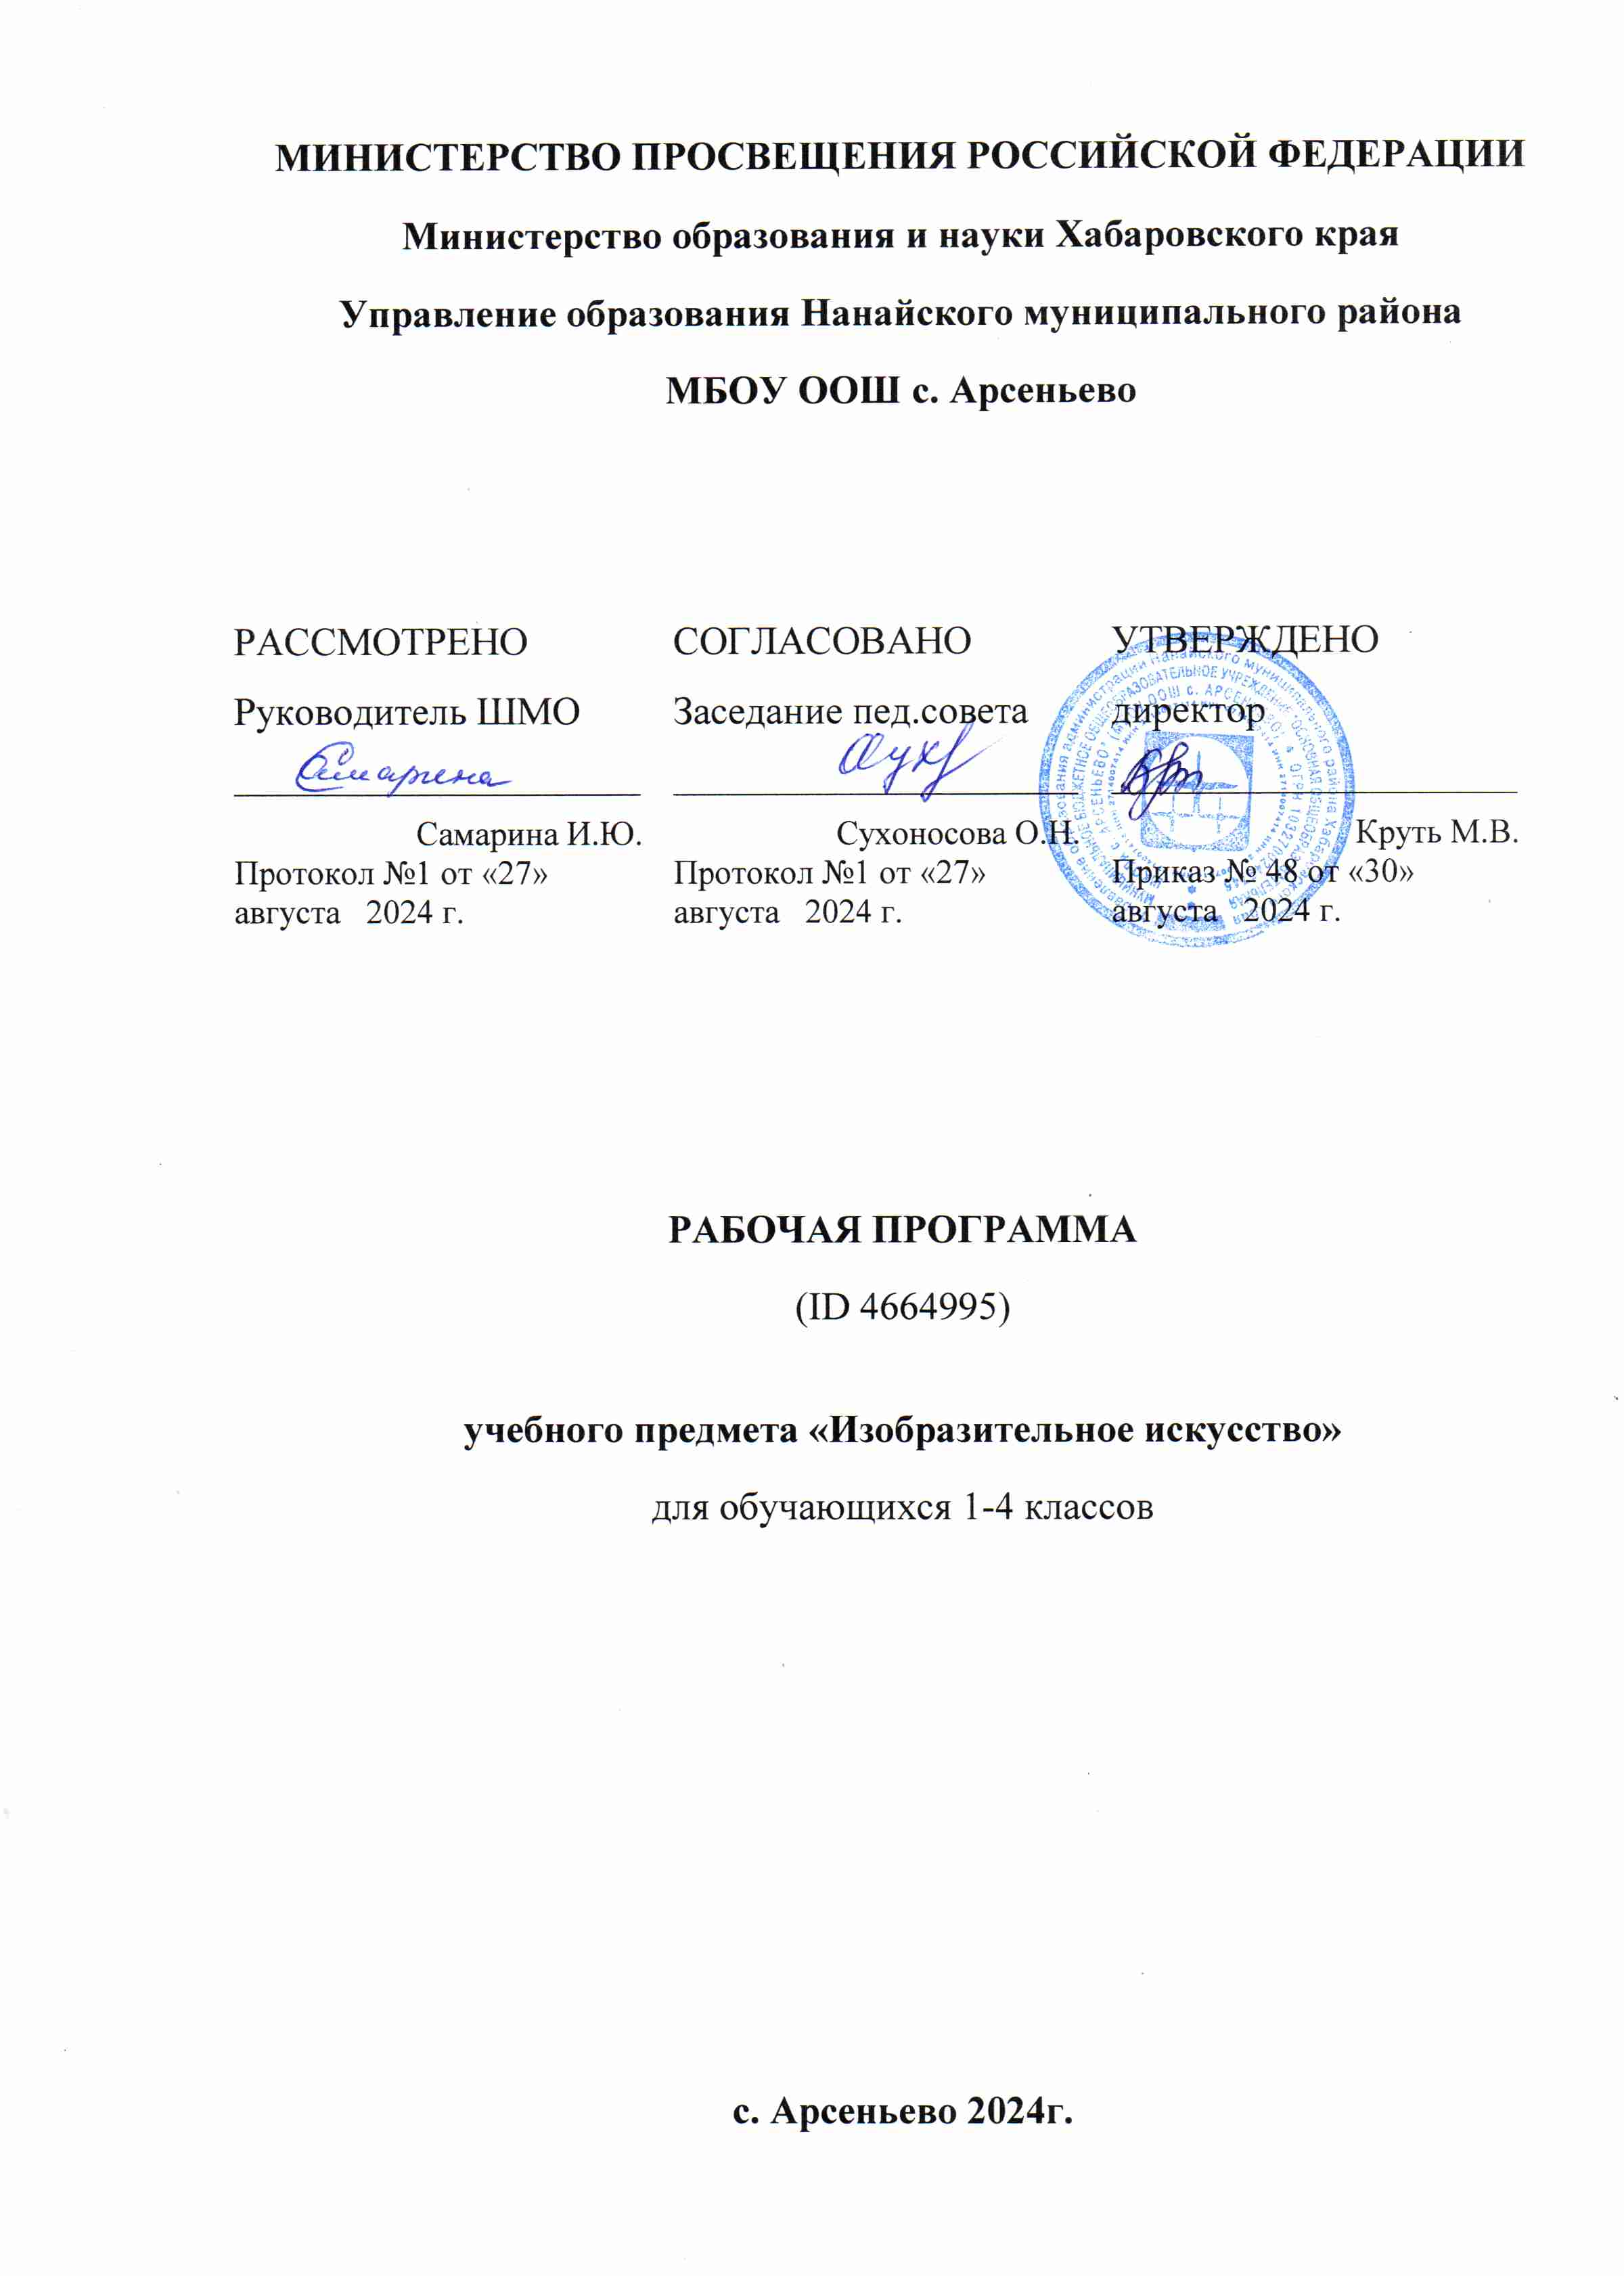 МИНИСТЕРСТВО ПРОСВЕЩЕНИЯ РОССИЙСКОЙ ФЕДЕРАЦИИ
Министерство образования и науки Хабаровского края
Управление образования Нанайского муниципального района
МБОУ ООШ с. Арсеньево
РАССМОТРЕНО
Руководитель ШМО
Самарина
Самарина И.Ю.
Протокол №1 от «27»
августа 2024 г.
СОГЛАСОВАНО
Заседание пед.совета
Сухоносова О.Н.
Протокол №1 от «27»
августа 2024 г.
УТВЕРЖДЕНО
директор
Круть М.В.
Приказ № 48 от «30»
августа 2024 г.
РАБОЧАЯ ПРОГРАММА
(ID 4664995)
учебного предмета «Изобразительное искусство»
для обучающихся 1-4 классов
с. Арсеньево 2024г.